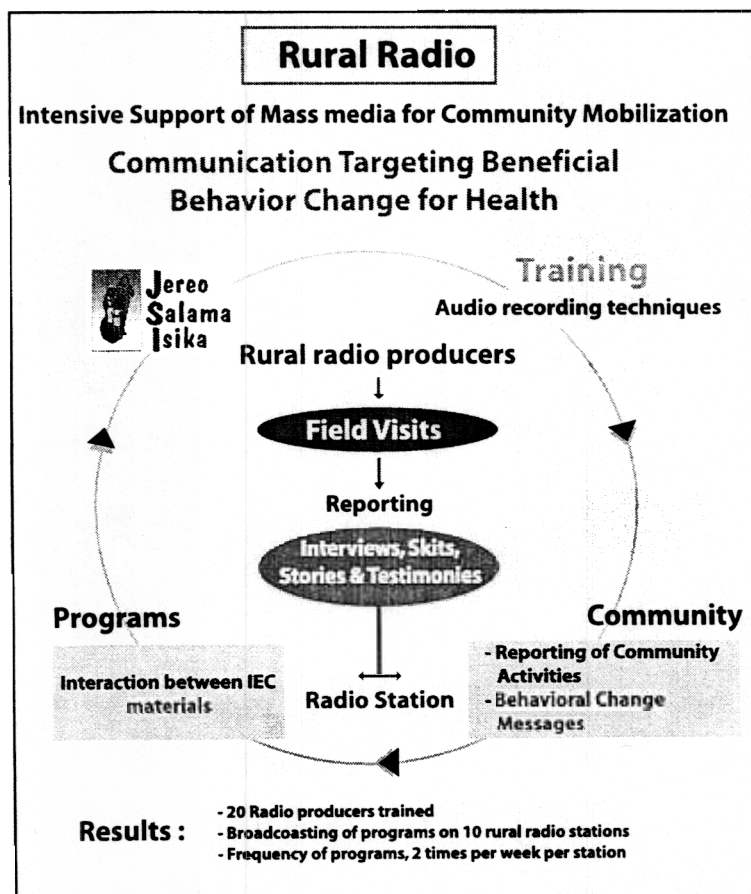 Rural Radio
Intensive Support of Mass media for Community Mobilization
Communication Targeting Beneficial
Behavior Change for Health
Jereo
Salama
Isika
Training
Audio recording techniques
Rural radio producers
Field Visits
Reporting
Interviews, Skits,
Stories & Testimonies
Programs
Interaction between IEC
materials
Radio Station
Community
- Reporting of Community
Activities
- Behavioral Change
Messages
Results :
- 20 Radio producers trained
- Broadcoasting of programs on 10 rural radio stations
- Frequency of programs, 2 times per week per station